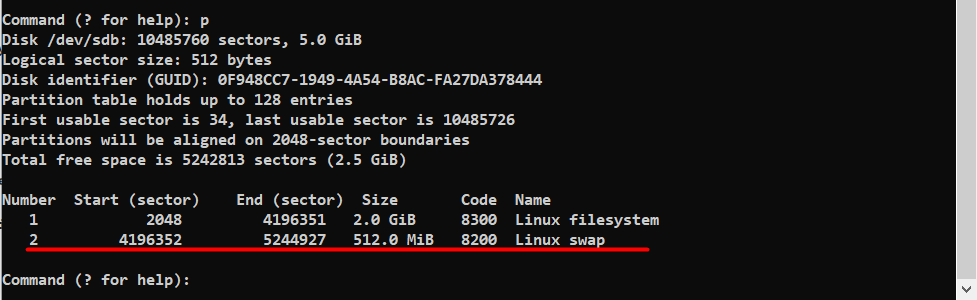 Command (? for help): p
Disk /dev/sdb: 10485760 sectors, 5.0 GiB
Logical sector size: 512 bytes
Disk identifier (GUID): 0F948CC7-1949-4A54-B8AC-FA27DA378444
Partition table holds up to 128 entries
First usable sector is 34, last usable sector is 10485726
Partitions will be aligned on 2048-sector boundaries
Total free space is 5242813 sectors (2.5 GiB)
Number  Start (sector)    End (sector)  Size       Code  Name
   1            2048         4196351   2.0 GiB     8300  Linux filesystem
   2         4196352         5244927   512.0 MiB   8200  Linux swap
Command (? for help):